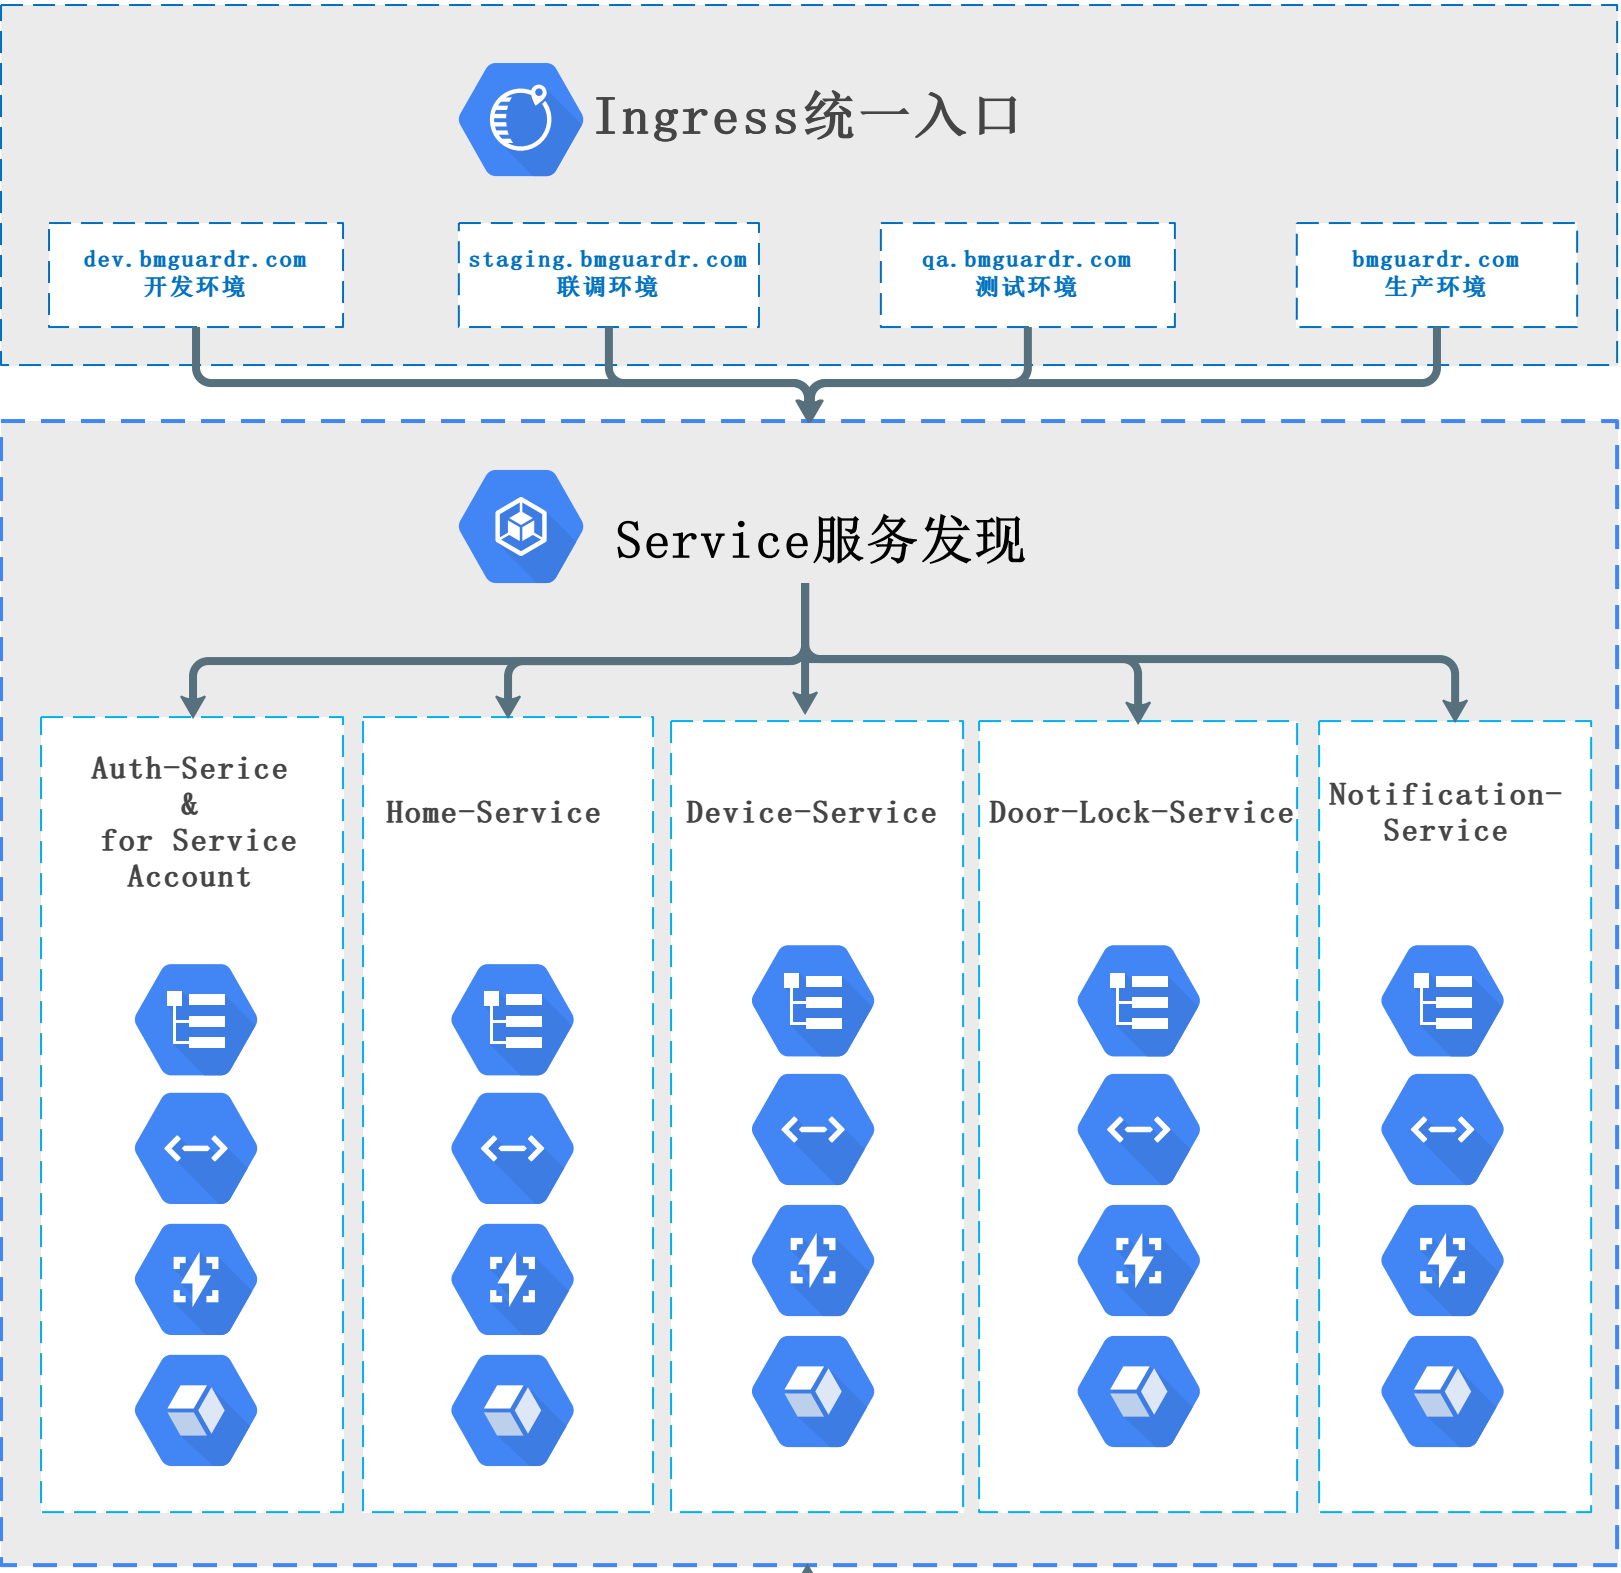 Ingress统一入口
dev.bmguardr.com
开发环境
staging.bmguardr.com
联调环境
qa.bmguardr.com
测试环境
bmguardr.com
生产环境
Service服务发现
Auth-Serice
&
for Service
Account
Home-Service
Device-Service
Door-Lock-Service
Notification-
Service